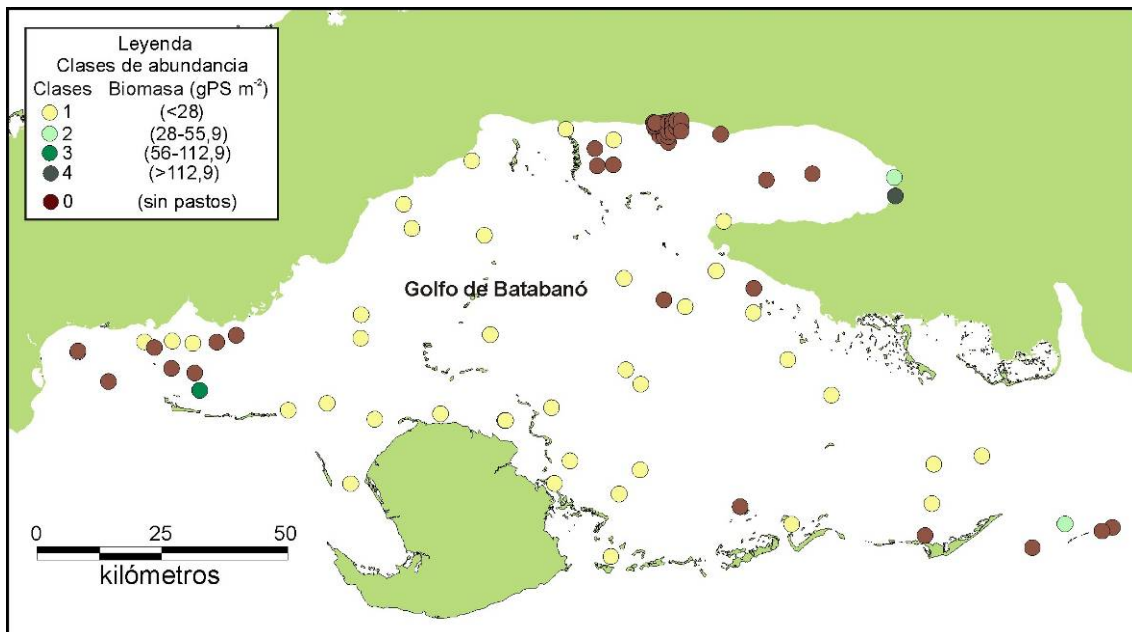 Leyenda
Clases de abundancia
Clases Biomasa (gPS m⁻²)
1 (<28)
2 (28-55,9)
3 (56-112,9)
4 (>112,9)
0 (sin pastos)
Golfo de Batabanó
0 25 50
kilómetros